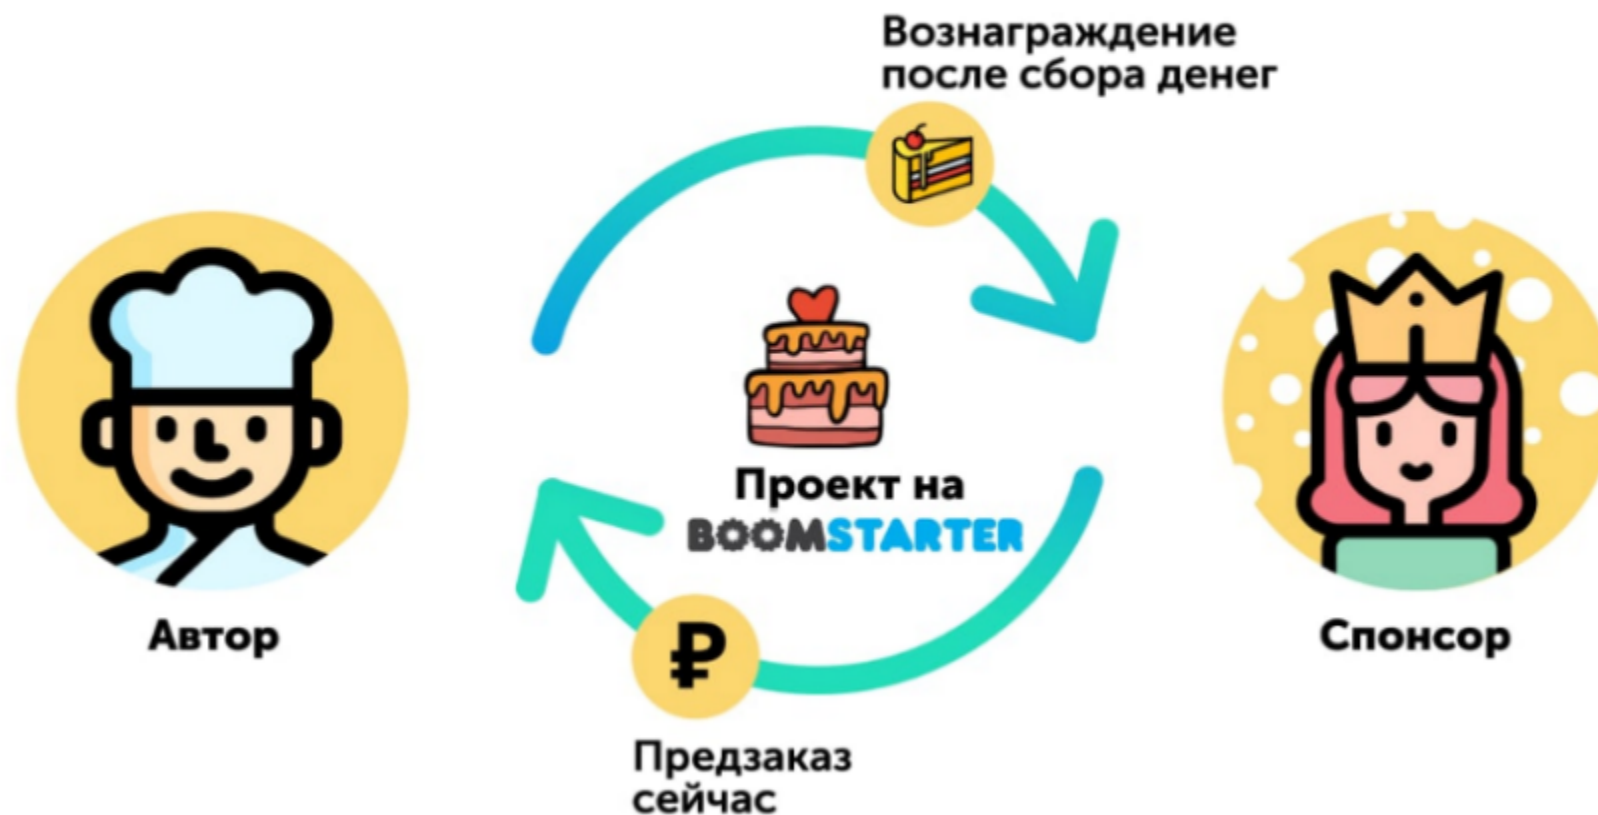 Вознаграждение
после сбора денег
Проект на
BOOMSTARTER
Автор
Спонсор
₽
Предзаказ
сейчас